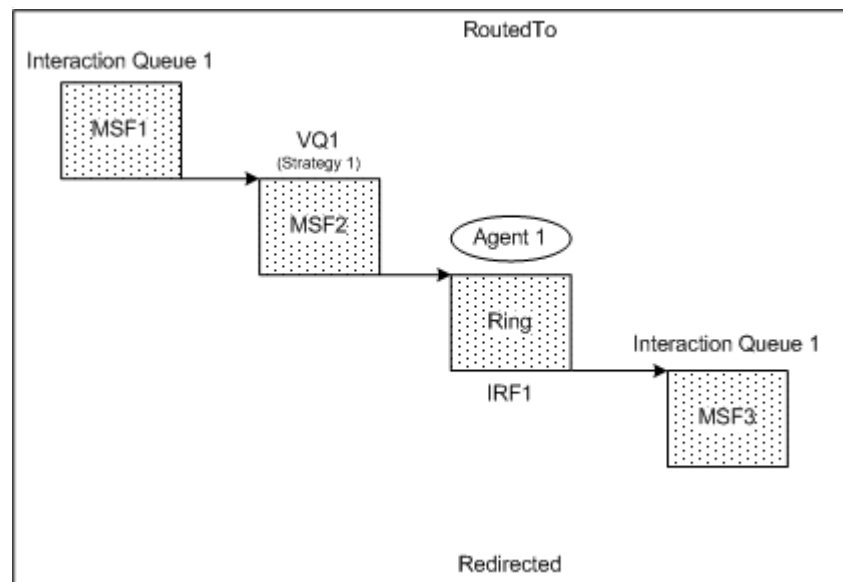 RoutedTo
Interaction Queue 1
MSF1
VQ1
(Strategy 1)
MSF2
Agent 1
Ring
IRF1
Interaction Queue 1
MSF3
Redirected